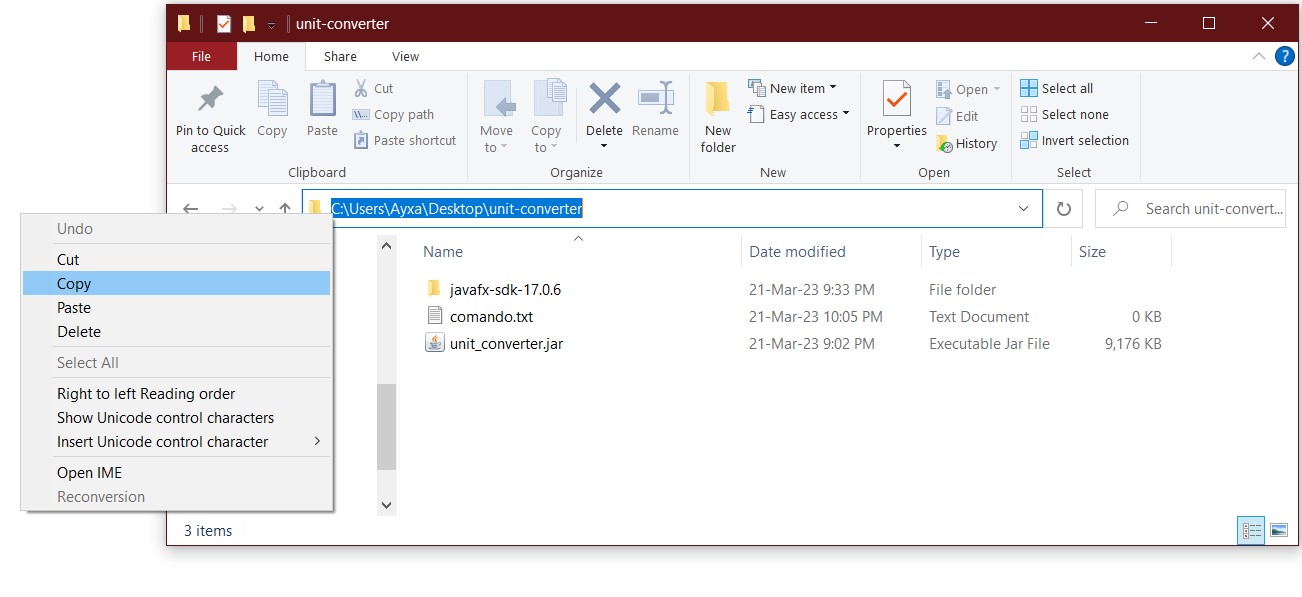 unit-converter
File Home Share View
Pin to Quick access
Copy
Paste
Cut
Copy path
Paste shortcut
Clipboard
Move to
Copy to
Delete
Rename
Organize
New folder
New item
Easy access
New
Properties
Open
Edit
History
Open
Select all
Select none
Invert selection
Select
C:\Users\Ayxa\Desktop\unit-converter
Search unit-convert...
Undo
Cut
Copy
Paste
Delete
Select All
Right to left Reading order
Show Unicode control characters
Insert Unicode control character
Open IME
Reconversion
Name Date modified Type Size
javafx-sdk-17.0.6 21-Mar-23 9:33 PM File folder
comando.txt 21-Mar-23 10:05 PM Text Document 0 KB
unit_converter.jar 21-Mar-23 9:02 PM Executable Jar File 9,176 KB
3 items